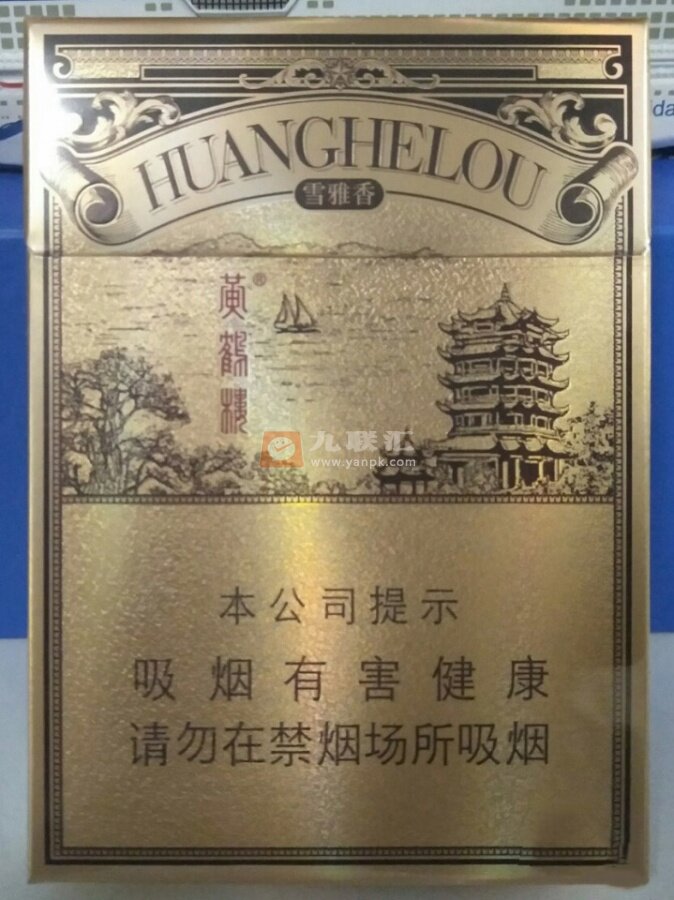 HUANGHELOU
雪雅香
黄鹤楼®
九联汇
www.yanpk.com
本公司提示
吸烟有害健康
请勿在禁烟场所吸烟
da